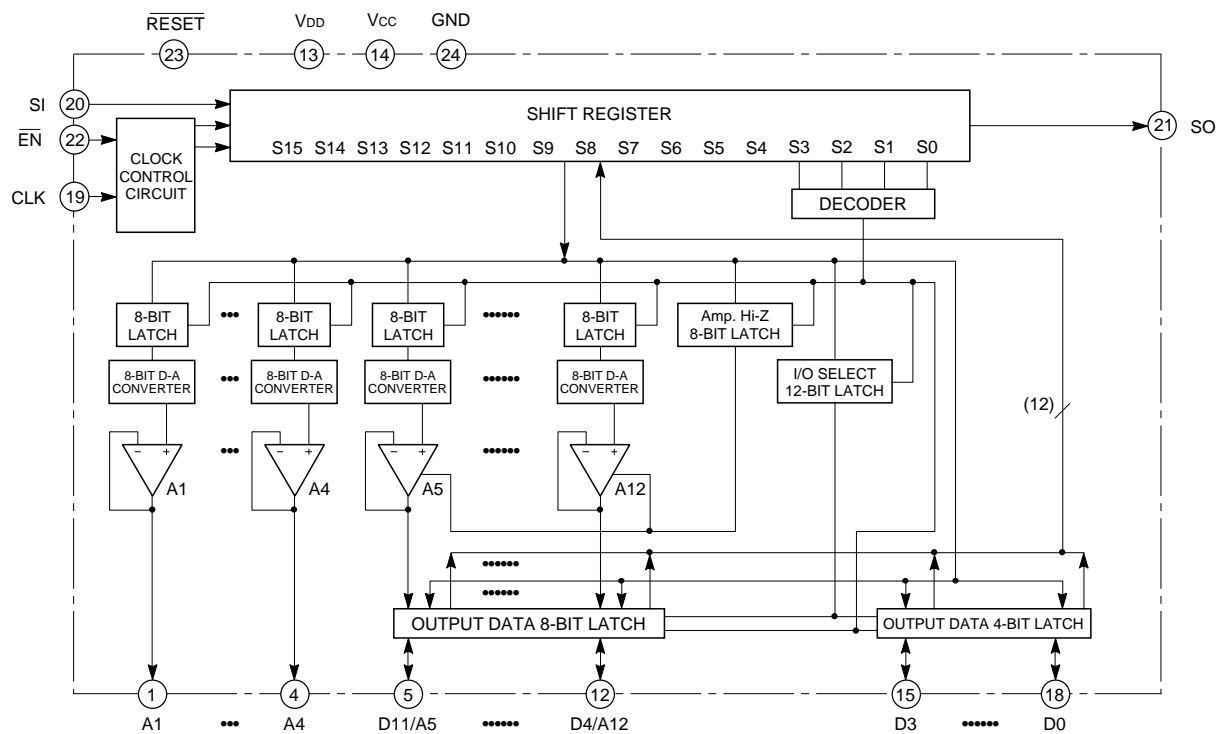 RESET VDD VCC GND
23 13 14 24
SI 20
SHIFT REGISTER
21 SO
EN 22
S15 S14 S13 S12 S11 S10 S9 S8 S7 S6 S5 S4 S3 S2 S1 S0
CLOCK
CONTROL
CIRCUIT
CLK 19
DECODER
8-BIT
LATCH
•••
8-BIT
LATCH
8-BIT
LATCH
••••••
8-BIT
LATCH
Amp. Hi-Z
8-BIT LATCH
8-BIT D-A
CONVERTER
•••
8-BIT D-A
CONVERTER
8-BIT D-A
CONVERTER
••••••
8-BIT D-A
CONVERTER
I/O SELECT
12-BIT LATCH
(12)
− + ••• − + − + •••••• − +
A1 A4 A5 A12
••••••
••••••
OUTPUT DATA 8-BIT LATCH
OUTPUT DATA 4-BIT LATCH
1 4 5 12 15 18
A1 ••• A4 D11/A5 •••••• D4/A12 D3 •••••• D0